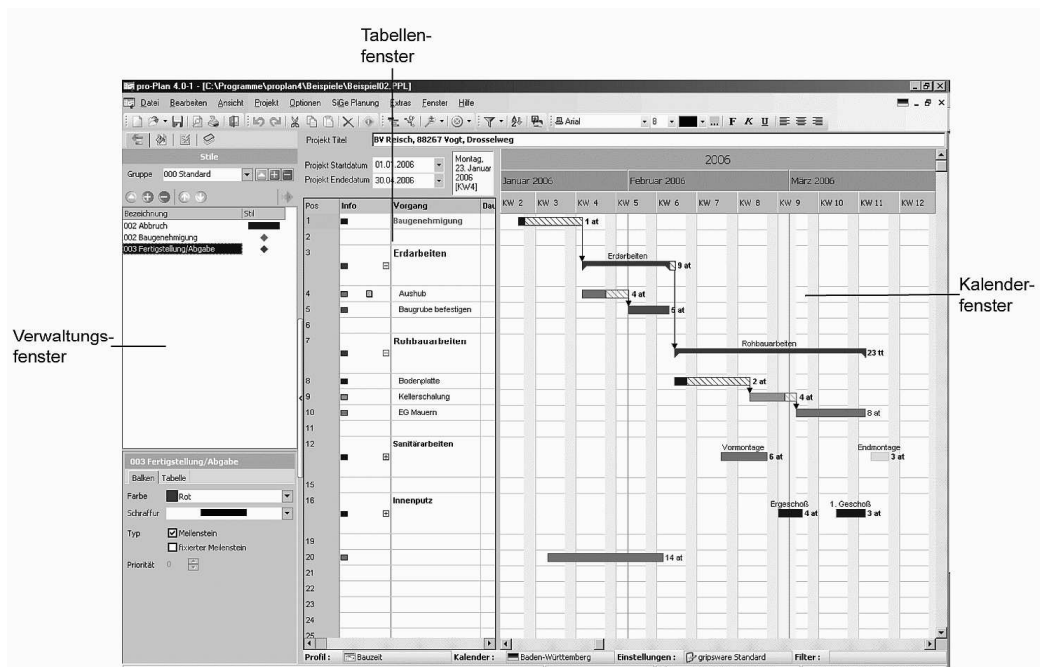 Tabellen-
fenster
pro-Plan 4.0-1 - [C:\Programme\proplan4\Beispiele\Beispiel02.PPL]
Datei Bearbeiten Ansicht Projekt Optionen SiGe Planung Extras Fenster Hilfe
Arial 8 F K U
Stile
Gruppe 000 Standard
Bezeichnung Stil
002 Abbruch
002 Baugenehmigung
003 Fertigstellung/Abgabe
Verwaltungs-
fenster
003 Fertigstellung/Abgabe
Balken Tabelle
Farbe Rot
Schraffur
Typ Meilenstein
fixierter Meilenstein
Priorität 0
Projekt Titel BV Reisch, 88267 Vogt, Drosselweg
Projekt Startdatum 01.01.2006
Projekt Endedatum 30.04.2006
Montag,
23. Januar
2006
[KW4]
2006
Januar 2006 Februar 2006 März 2006
KW 2 KW 3 KW 4 KW 5 KW 6 KW 7 KW 8 KW 9 KW 10 KW 11 KW 12
Pos Info Vorgang Dau
1 Baugenehmigung 1 at
2
3 Erdarbeiten Erdarbeiten 9 at
4 Aushub 4 at
5 Baugrube befestigen 6 at
6
7 Rohbauarbeiten Rohbauarbeiten 23 tt
8 Bodenplatte 2 at
9 Kellerschalung 4 at
10 EG Mauern 8 at
11
12 Sanitärarbeiten Vormontage 6 at Endmontage 3 at
15
16 Innenputz Ergeschoß 4 at 1. Geschoß 3 at
19
20 14 at
21
22
23
24
25
Kalender-
fenster
Profil : Bauzeit Kalender : Baden-Württemberg Einstellungen : gripsware Standard Filter :